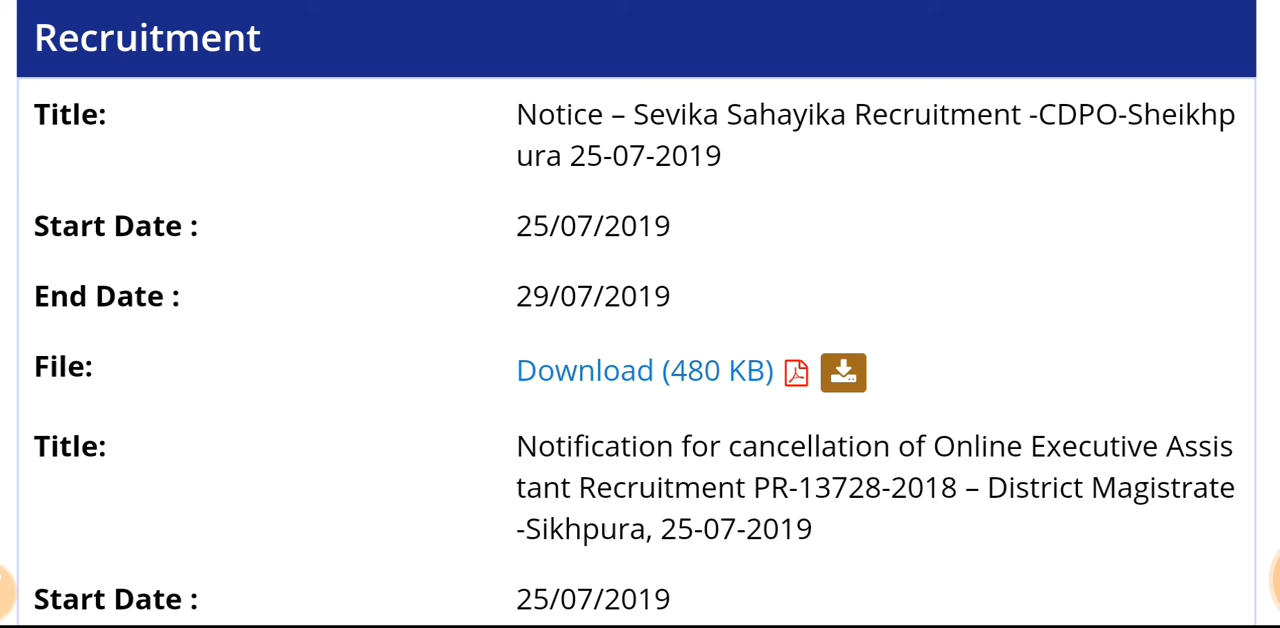 Recruitment
Title:
Notice – Sevika Sahayika Recruitment -CDPO-Sheikhp
ura 25-07-2019
Start Date :
25/07/2019
End Date :
29/07/2019
File:
Download (480 KB)
Title:
Notification for cancellation of Online Executive Assis
tant Recruitment PR-13728-2018 – District Magistrate
-Sikhpura, 25-07-2019
Start Date :
25/07/2019